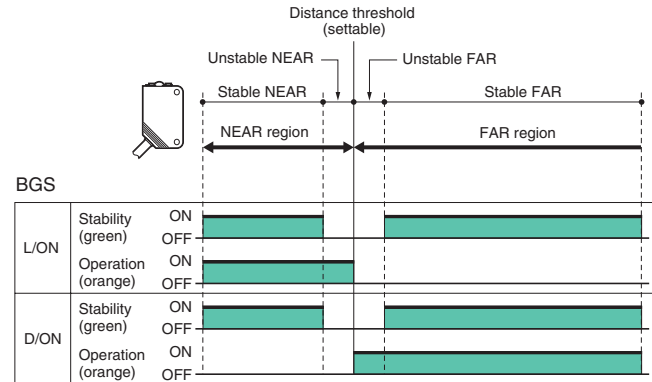 Distance threshold
(settable)
Unstable NEAR
Unstable FAR
Stable NEAR
Stable FAR
NEAR region
FAR region
BGS
L/ON
Stability
(green)
ON
OFF
Operation
(orange)
ON
OFF
D/ON
Stability
(green)
ON
OFF
Operation
(orange)
ON
OFF